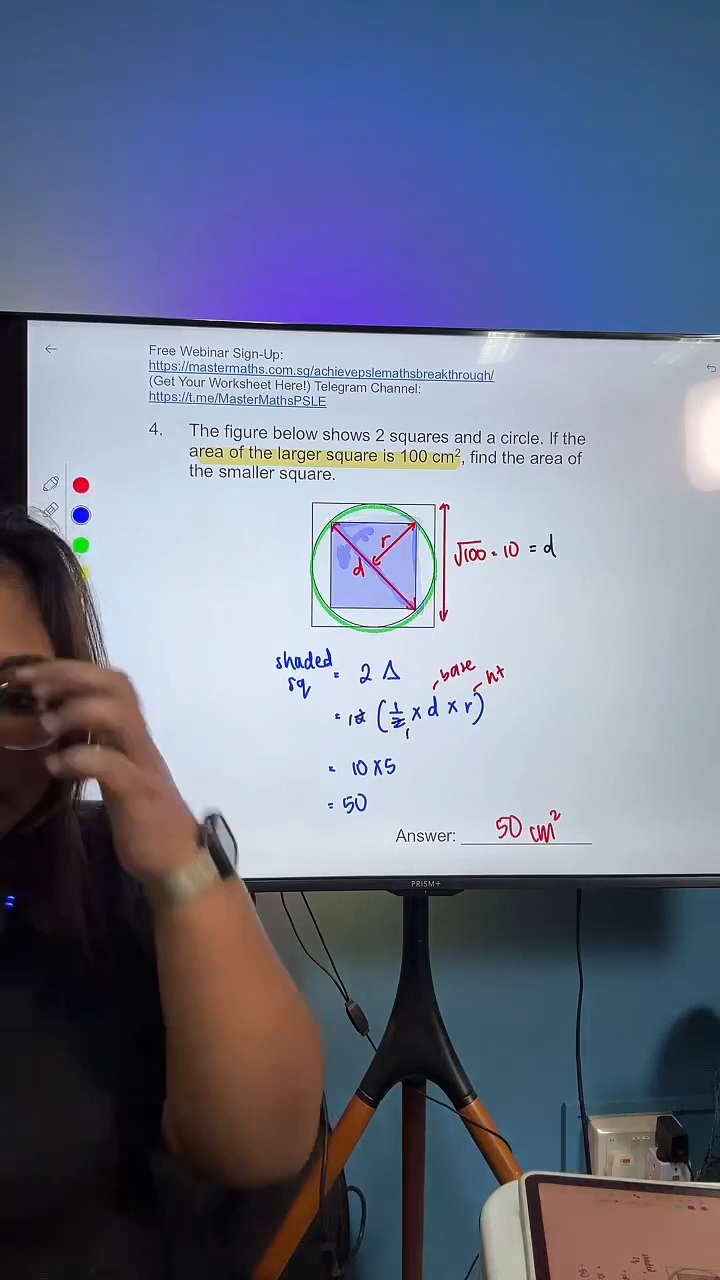 Free Webinar Sign-Up:
https://mastermaths.com.sg/achievepslemathsbreakthrough/
(Get Your Worksheet Here!) Telegram Channel:
https://t.me/MasterMathsPSLE
4. The figure below shows 2 squares and a circle. If the
area of the larger square is 100 cm², find the area of
the smaller square.
r
d
√100 = 10 = d
shaded sq = 2 Δ
base
ht
= 2 (1/2 x d x r)
= 10 x 5
= 50
Answer: 50 cm²
PRISM+